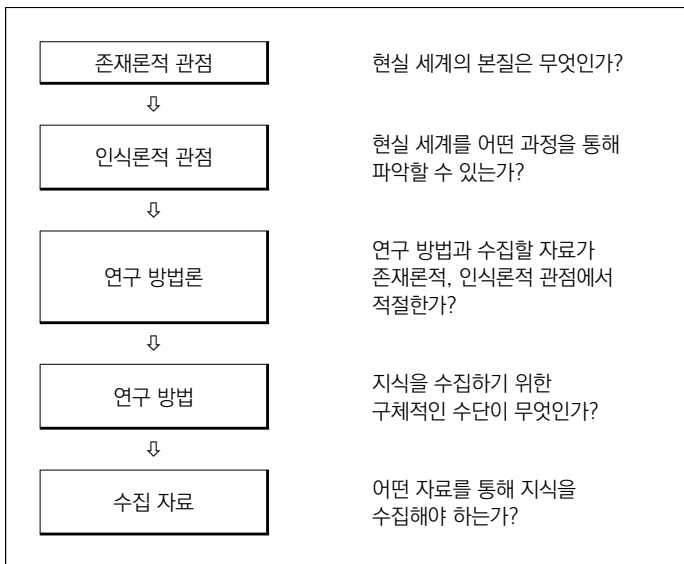 존재론적 관점
현실 세계의 본질은 무엇인가?
⇩
인식론적 관점
현실 세계를 어떤 과정을 통해
파악할 수 있는가?
⇩
연구 방법론
연구 방법과 수집할 자료가
존재론적, 인식론적 관점에서
적절한가?
⇩
연구 방법
지식을 수집하기 위한
구체적인 수단이 무엇인가?
⇩
수집 자료
어떤 자료를 통해 지식을
수집해야 하는가?